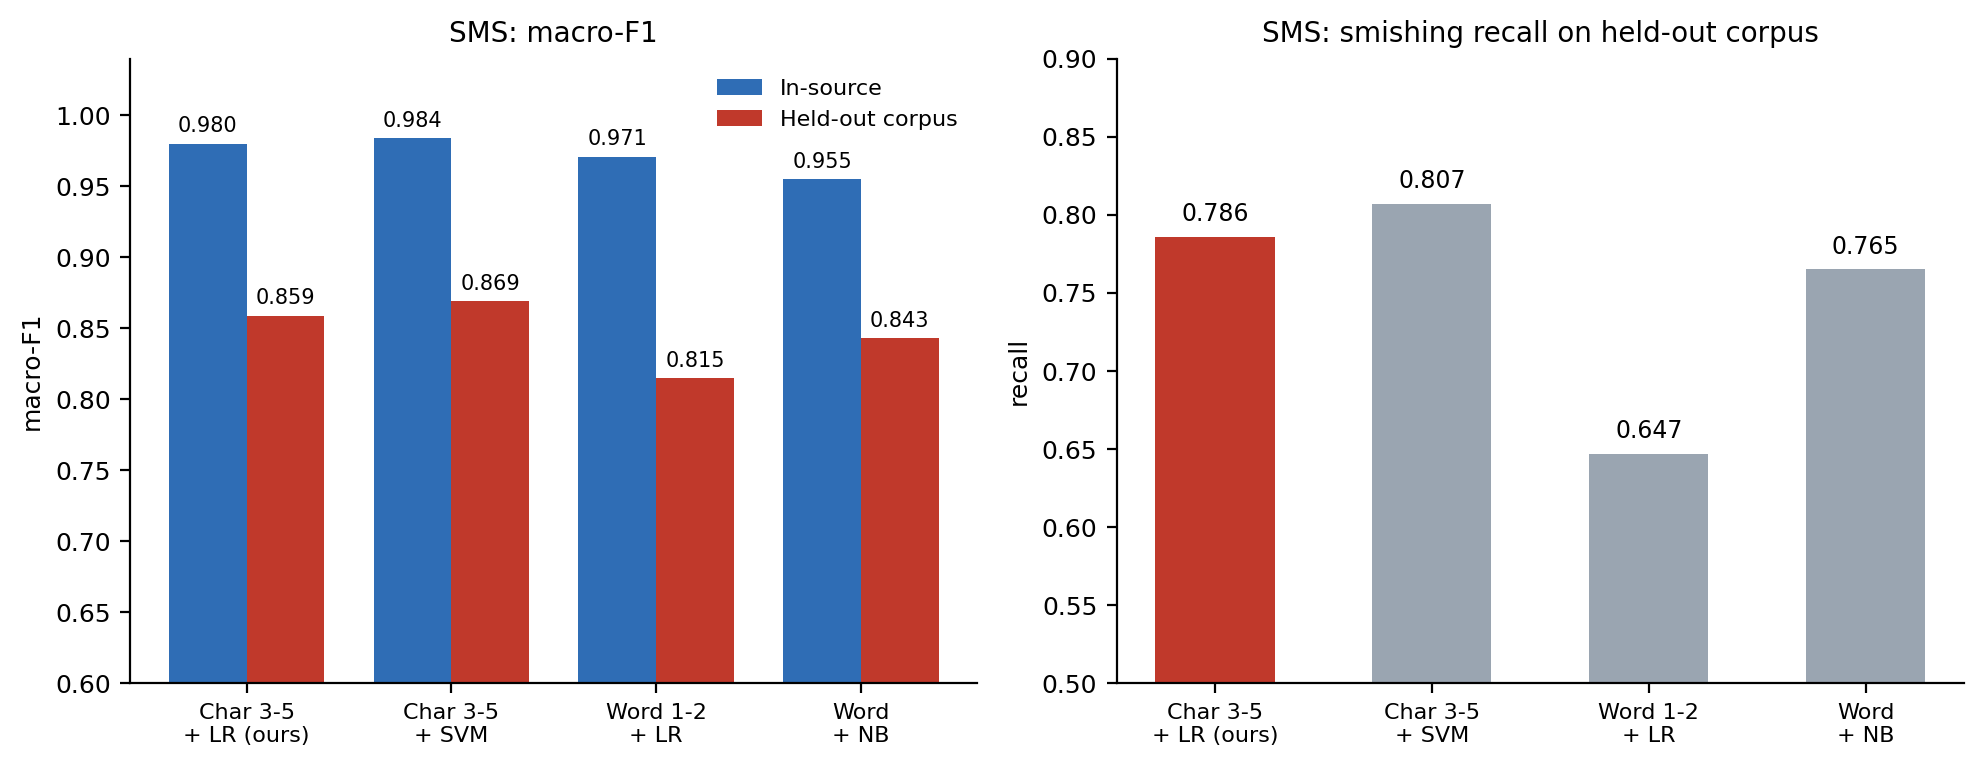 SMS: macro-F1
macro-F1
1.00
0.95
0.90
0.85
0.80
0.75
0.70
0.65
0.60
In-source
Held-out corpus
0.980
0.859
0.984
0.869
0.971
0.815
0.955
0.843
Char 3-5
+ LR (ours)
Char 3-5
+ SVM
Word 1-2
+ LR
Word
+ NB
SMS: smishing recall on held-out corpus
recall
0.90
0.85
0.80
0.75
0.70
0.65
0.60
0.55
0.50
0.786
0.807
0.647
0.765
Char 3-5
+ LR (ours)
Char 3-5
+ SVM
Word 1-2
+ LR
Word
+ NB